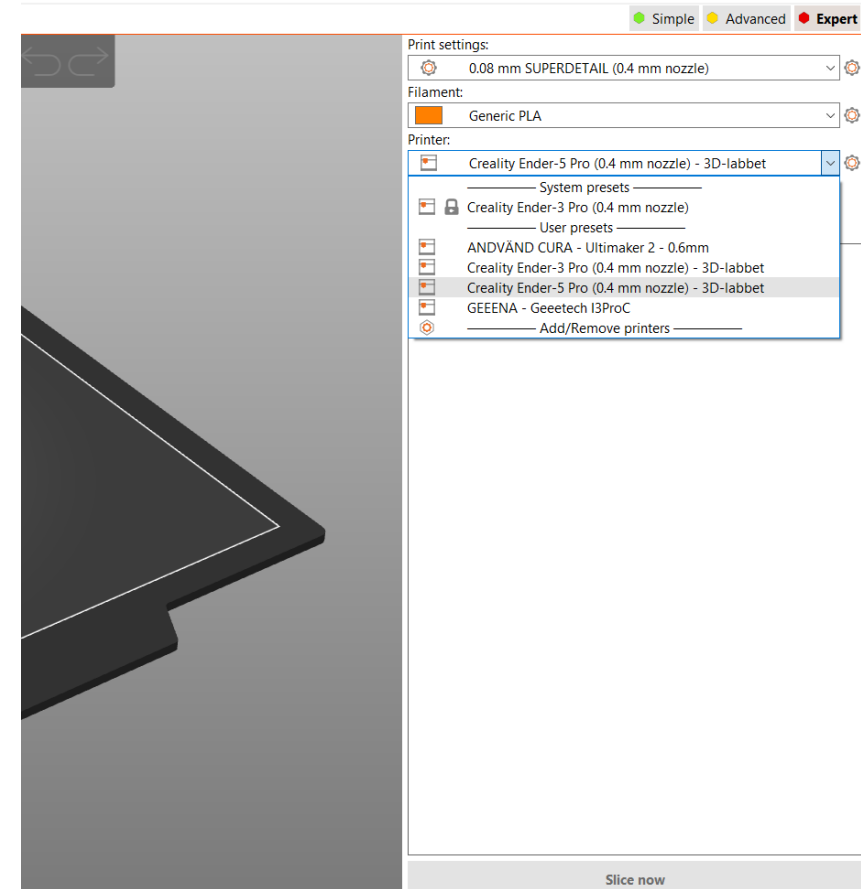 Simple Advanced Expert
Print settings:
0.08 mm SUPERDETAIL (0.4 mm nozzle)
Filament:
Generic PLA
Printer:
Creality Ender-5 Pro (0.4 mm nozzle) - 3D-labbet
System presets
Creality Ender-3 Pro (0.4 mm nozzle)
User presets
ANDVÄND CURA - Ultimaker 2 - 0.6mm
Creality Ender-3 Pro (0.4 mm nozzle) - 3D-labbet
Creality Ender-5 Pro (0.4 mm nozzle) - 3D-labbet
GEEENA - Geeetech I3ProC
Add/Remove printers
Slice now